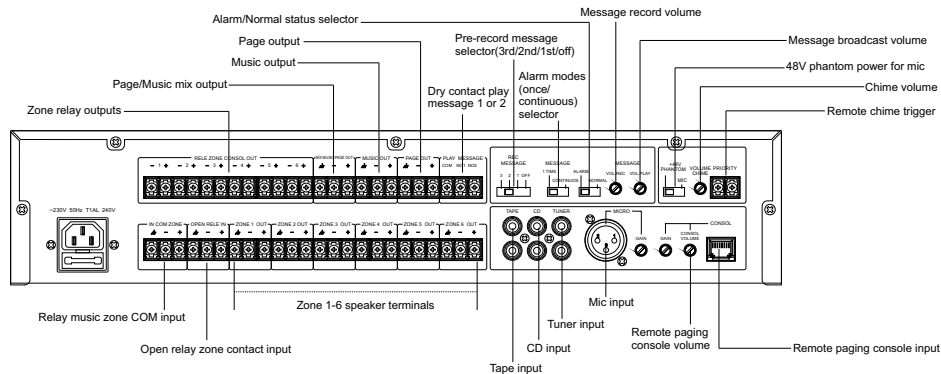 Message record volume
Alarm/Normal status selector
Page output
Pre-record message
selector(3rd/2nd/1st/off)
Message broadcast volume
Music output
Alarm modes
(once/
continuous)
selector
48V phantom power for mic
Page/Music mix output
Dry contact play
message 1 or 2
Chime volume
Zone relay outputs
Remote chime trigger
RELE ZONE CONSOL OUT
MUSIC OUT
PAGE OUT
PLAY MESSAGE
- 1 + - 2 + - 3 + - 4 + - 5 + - 6 +
- +
- +
- +
COM NO1 NO2
REC
MESSAGE
3 2 1 OFF
MESSAGE
1 TIME
CONTINUOS
ALARM
NORMAL
MESSAGE
VOL.REC
VOL.PLAY
+48V
PHANTOM
MIC
VOLUME
CHIME
PRIORITY
~230V 50Hz T1AL 240V
IN COM ZONE
OPEN RELE IN
ZONE 1 OUT
ZONE 2 OUT
ZONE 3 OUT
ZONE 4 OUT
ZONE 5 OUT
ZONE 6 OUT
TAPE
CD
TUNER
MICRO
GAIN
CONSOL
GAIN
CONSOL
VOLUME
Zone 1-6 speaker terminals
Mic input
Relay music zone COM input
Tuner input
Remote paging
console volume
Open relay zone contact input
CD input
Remote paging console input
Tape input